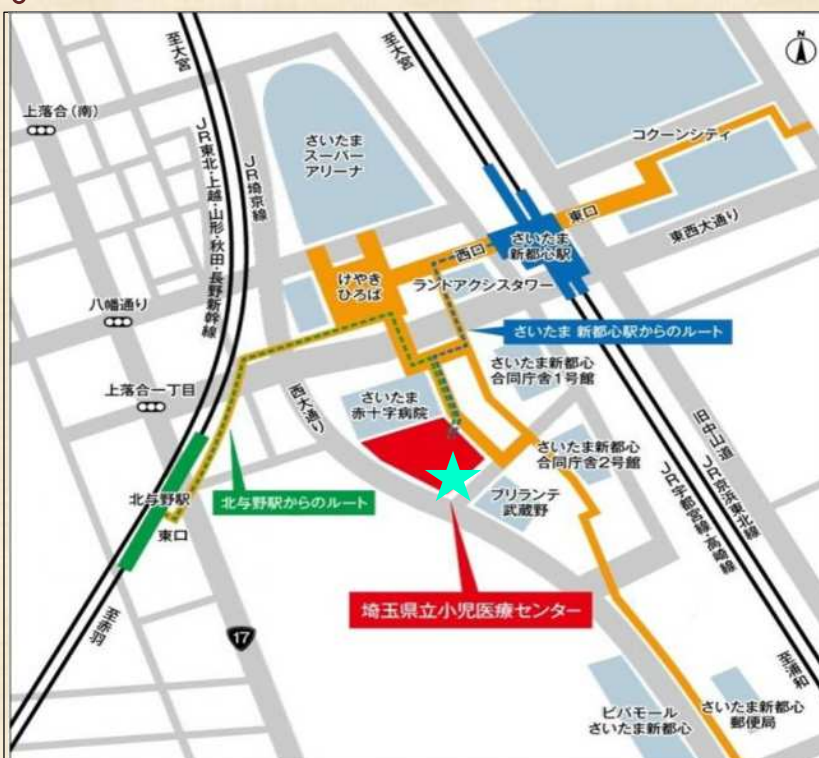 N
至大宮
至大宮
上落合(南)
JR東北・上越・山形・秋田・長野新幹線
JR埼京線
さいたま
スーパー
アリーナ
コクーンシティ
東口
東西大通り
西口
さいたま
新都心駅
けやき
ひろば
ランドアクシスタワー
八幡通り
さいたま 新都心駅からのルート
上落合一丁目
西大通り
さいたま
赤十字病院
さいたま新都心
合同庁舎1号館
さいたま新都心
合同庁舎2号館
旧中山道
JR京浜東北線
JR宇都宮線・高崎線
北与野駅
東口
北与野駅からのルート
ブリランテ
武蔵野
埼玉県立小児医療センター
至赤羽
17
至浦和
ビバモール
さいたま新都心
さいたま新都心
郵便局